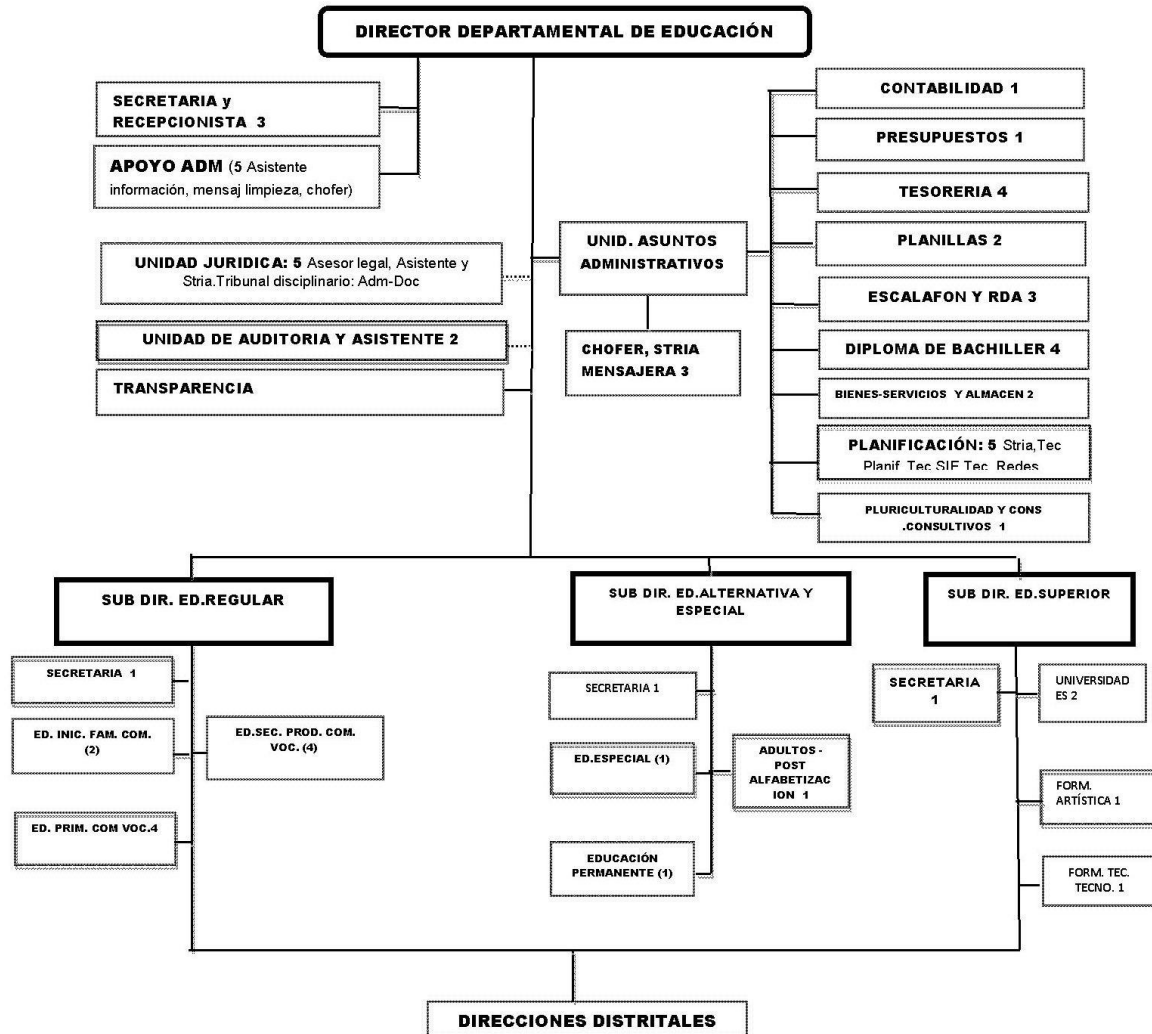 DIRECTOR DEPARTAMENTAL DE EDUCACIÓN
SECRETARIA y
RECEPCIONISTA 3
APOYO ADM (5 Asistente
información, mensaj limpieza, chofer)
UNIDAD JURIDICA: 5 Asesor legal, Asistente y
Stria.Tribunal disciplinario: Adm-Doc
UNIDAD DE AUDITORIA Y ASISTENTE 2
TRANSPARENCIA
UNID. ASUNTOS
ADMINISTRATIVOS
CHOFER, STRIA
MENSAJERA 3
CONTABILIDAD 1
PRESUPUESTOS 1
TESORERIA 4
PLANILLAS 2
ESCALAFON Y RDA 3
DIPLOMA DE BACHILLER 4
BIENES-SERVICIOS Y ALMACEN 2
PLANIFICACIÓN: 5 Stria,Tec
Planif, Tec SIE Tec. Redes
PLURICULTURALIDAD Y CONS
.CONSULTIVOS 1
SUB DIR. ED.REGULAR
SECRETARIA 1
ED. INIC. FAM. COM.
(2)
ED.SEC. PROD. COM.
VOC. (4)
ED. PRIM. COM VOC.4
SUB DIR. ED.ALTERNATIVA Y
ESPECIAL
SECRETARIA 1
ED.ESPECIAL (1)
ADULTOS -
POST
ALFABETIZAC
ION 1
EDUCACIÓN
PERMANENTE (1)
SUB DIR. ED.SUPERIOR
SECRETARIA
1
UNIVERSIDAD
ES 2
FORM.
ARTÍSTICA 1
FORM. TEC.
TECNO. 1
DIRECCIONES DISTRITALES